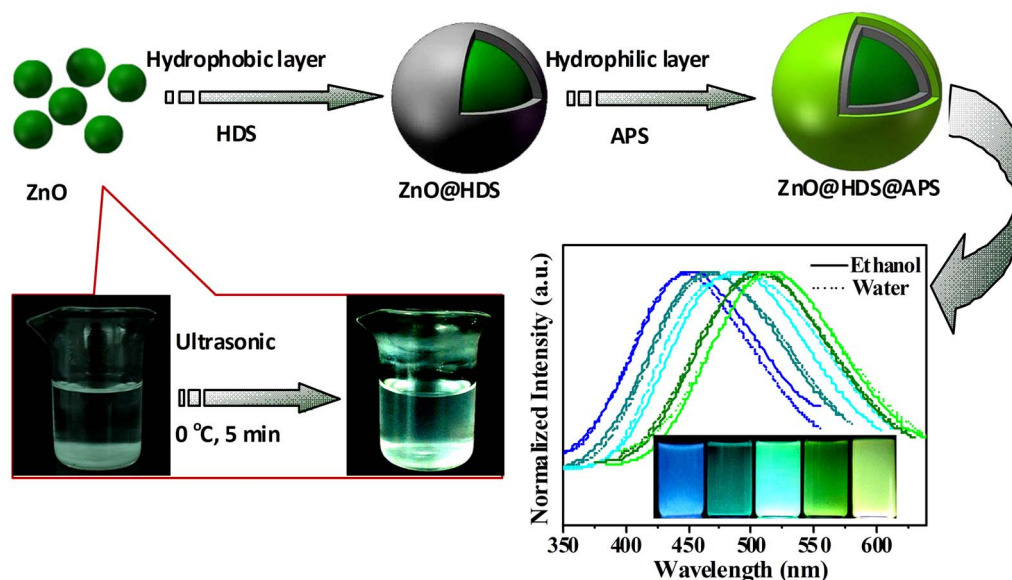 Hydrophobic layer
HDS
Hydrophilic layer
APS
ZnO
ZnO@HDS
ZnO@HDS@APS
Ultrasonic
0 °C, 5 min
Normalized Intensity (a.u.)
Ethanol
Water
350 400 450 500 550 600
Wavelength (nm)